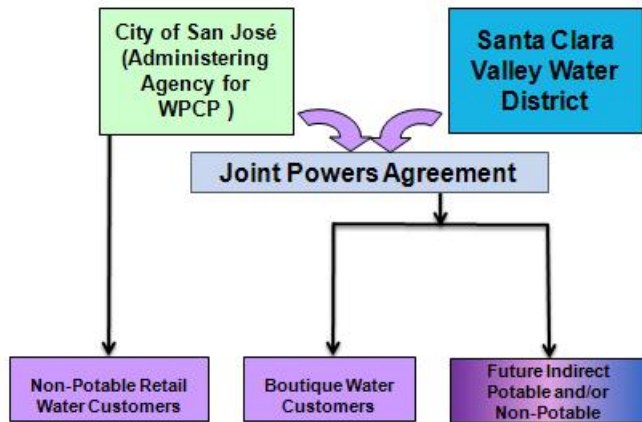 City of San José
(Administering
Agency for
WPCP )
Santa Clara
Valley Water
District
Joint Powers Agreement
Non-Potable Retail
Water Customers
Boutique Water
Customers
Future Indirect
Potable and/or
Non-Potable